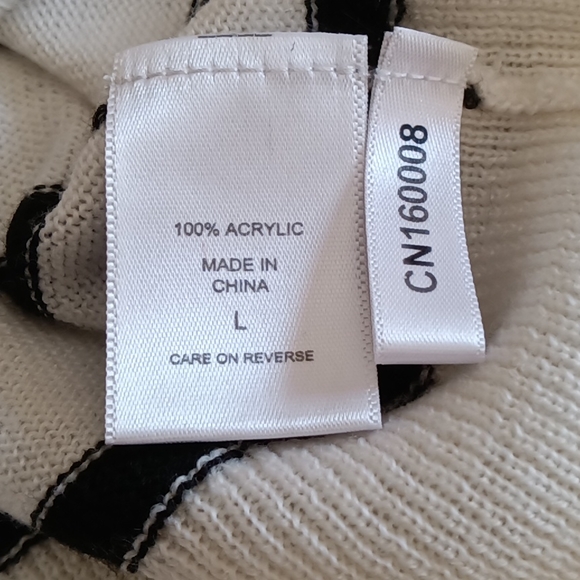 100% ACRYLIC
MADE IN
CHINA
L
CARE ON REVERSE
CN160008